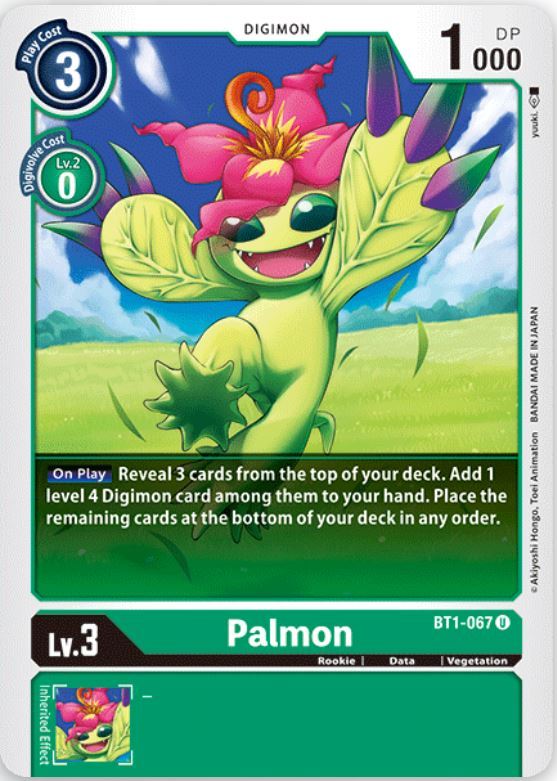 DIGIMON
Play Cost
3
DP
1000
Digivolve Cost
Lv.2
0
yuuki.
© Akiyoshi Hongo, Toei Animation BANDAI MADE IN JAPAN
On Play Reveal 3 cards from the top of your deck. Add 1
level 4 Digimon card among them to your hand. Place the
remaining cards at the bottom of your deck in any order.
BT1-067 U
Lv.3
Palmon
Rookie | Data | Vegetation
Inherited Effect
–